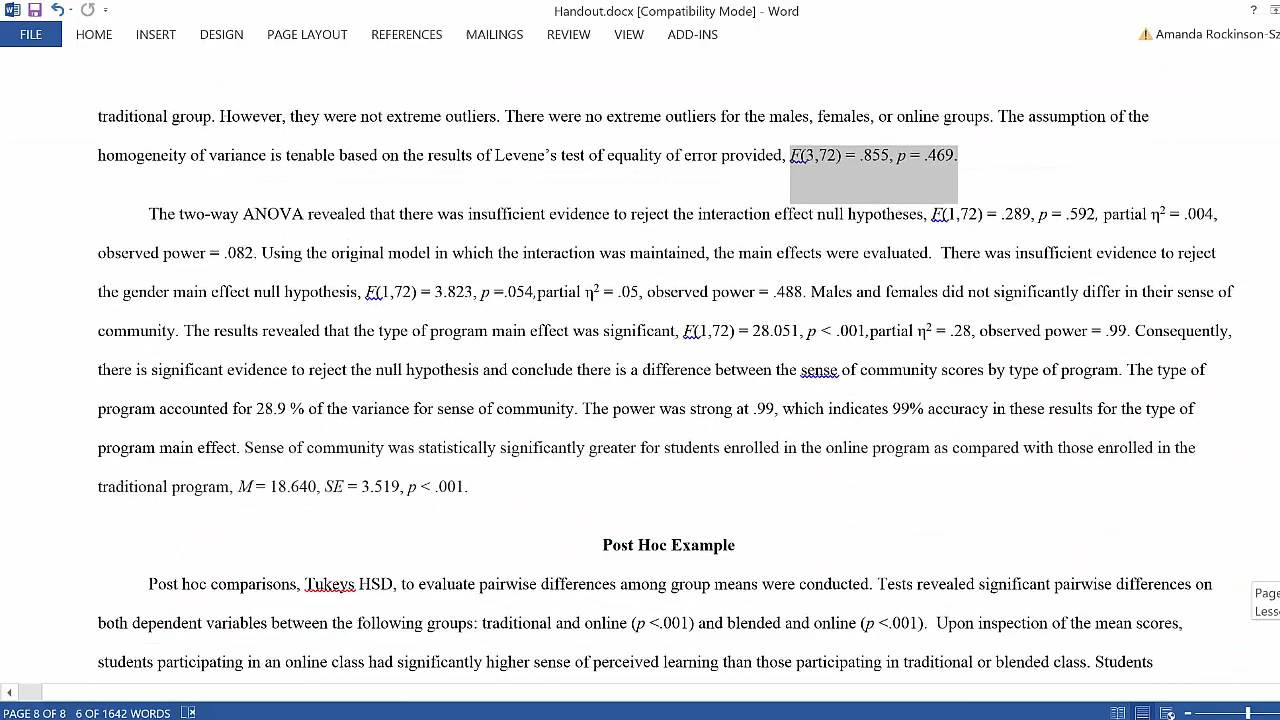 Handout.docx [Compatibility Mode] - Word
?
FILE HOME INSERT DESIGN PAGE LAYOUT REFERENCES MAILINGS REVIEW VIEW ADD-INS
Amanda Rockinson-Sz
traditional group. However, they were not extreme outliers. There were no extreme outliers for the males, females, or online groups. The assumption of the
homogeneity of variance is tenable based on the results of Levene’s test of equality of error provided, F(3,72) = .855, p = .469.
The two-way ANOVA revealed that there was insufficient evidence to reject the interaction effect null hypotheses, F(1,72) = .289, p = .592, partial η² = .004,
observed power = .082. Using the original model in which the interaction was maintained, the main effects were evaluated.  There was insufficient evidence to reject
the gender main effect null hypothesis, F(1,72) = 3.823, p =.054,partial η² = .05, observed power = .488. Males and females did not significantly differ in their sense of
community. The results revealed that the type of program main effect was significant, F(1,72) = 28.051, p < .001,partial η² = .28, observed power = .99. Consequently,
there is significant evidence to reject the null hypothesis and conclude there is a difference between the sense of community scores by type of program. The type of
program accounted for 28.9 % of the variance for sense of community. The power was strong at .99, which indicates 99% accuracy in these results for the type of
program main effect. Sense of community was statistically significantly greater for students enrolled in the online program as compared with those enrolled in the
traditional program, M = 18.640, SE = 3.519, p < .001.
Post Hoc Example
Post hoc comparisons, Tukeys HSD, to evaluate pairwise differences among group means were conducted. Tests revealed significant pairwise differences on
both dependent variables between the following groups: traditional and online (p <.001) and blended and online (p <.001).  Upon inspection of the mean scores,
students participating in an online class had significantly higher sense of perceived learning than those participating in traditional or blended class. Students
Page
Lesso
PAGE 8 OF 8 6 OF 1642 WORDS